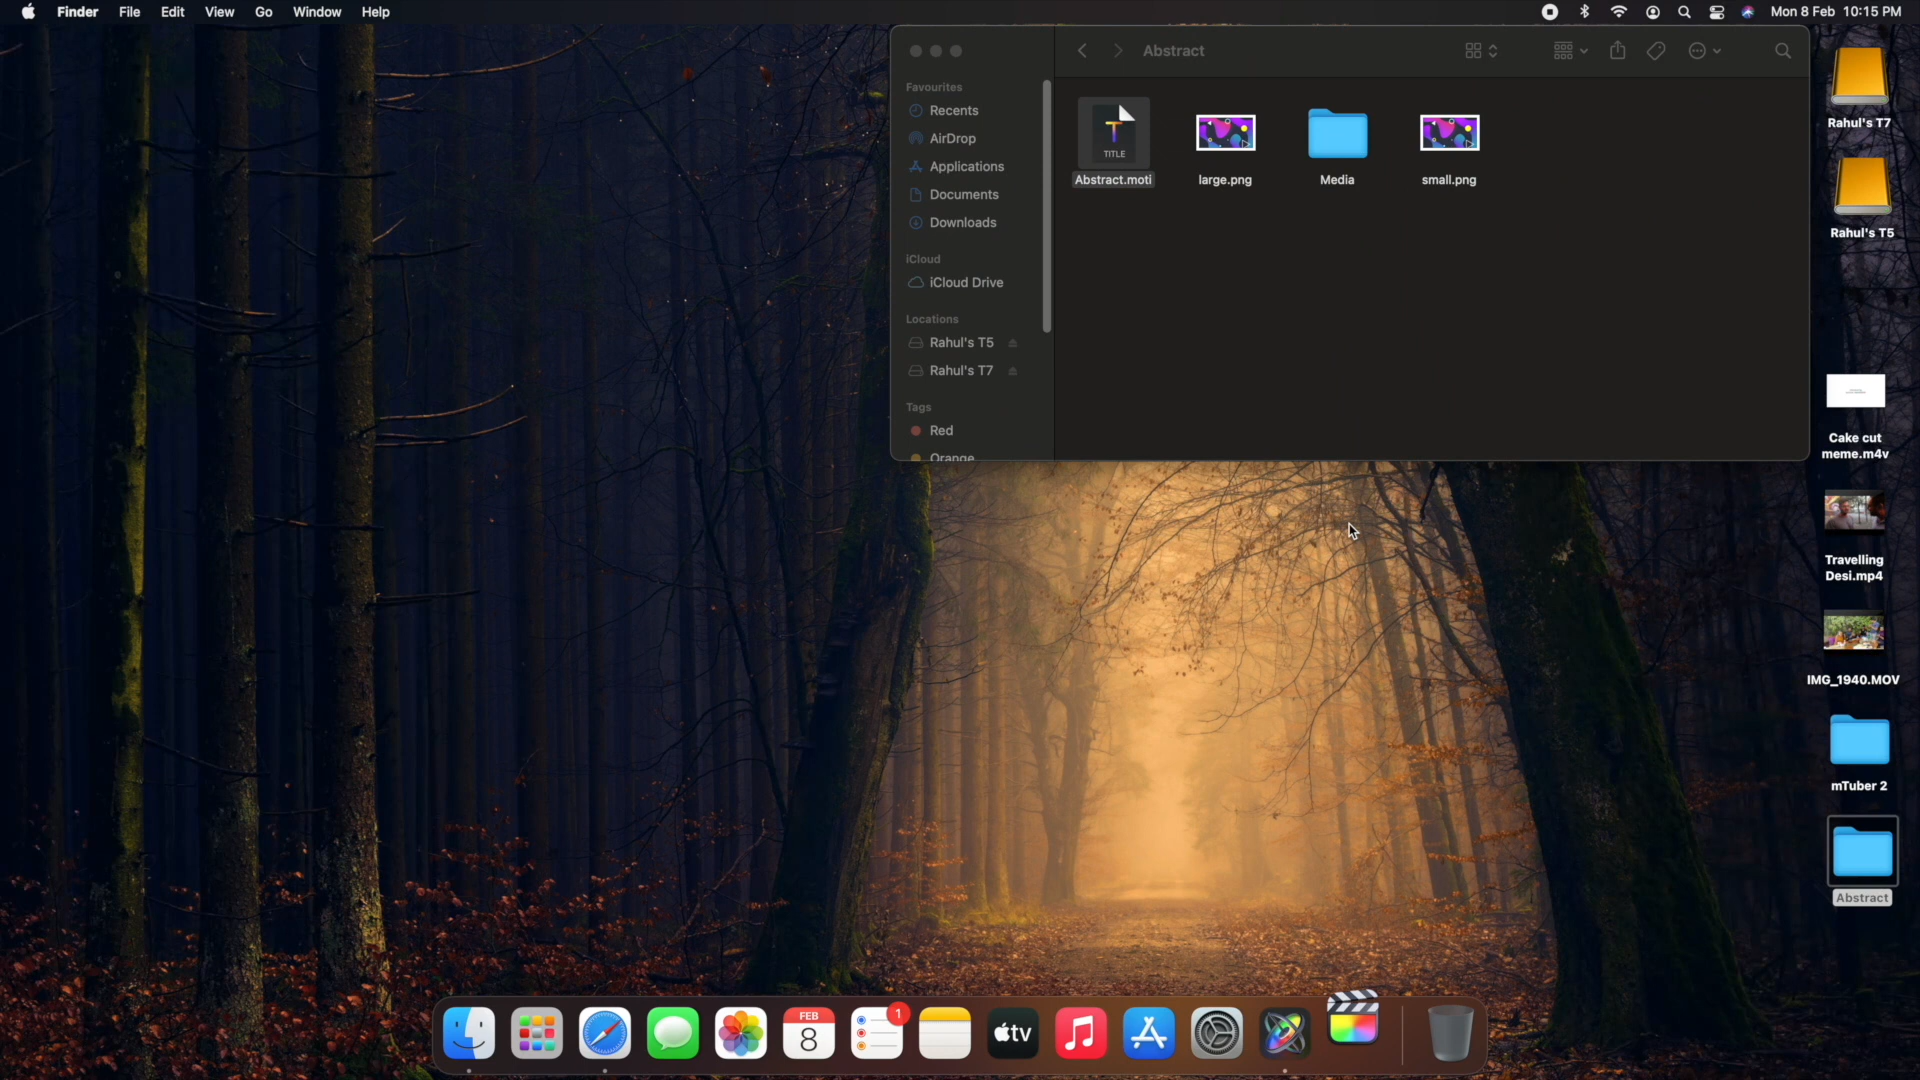 Finder File Edit View Go Window Help
Mon 8 Feb 10:15 PM
Abstract
Favourites
Recents
AirDrop
Applications
Documents
Downloads
iCloud
iCloud Drive
Locations
Rahul's T5
Rahul's T7
Tags
Red
Orange
T
TITLE
Abstract.moti
large.png
Media
small.png
Rahul's T7
Rahul's T5
Cake cut
meme.m4v
Travelling
Desi.mp4
IMG_1940.MOV
mTuber 2
Abstract
FEB
8
1
tv